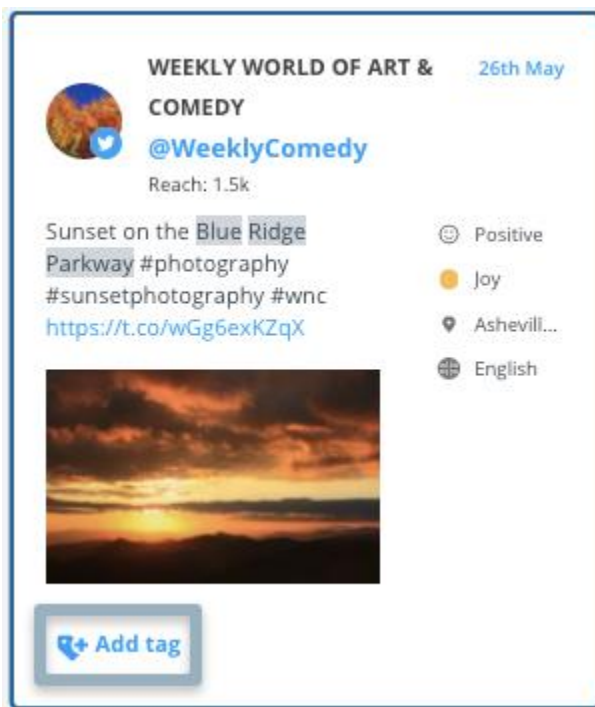 WEEKLY WORLD OF ART &
COMEDY
26th May
@WeeklyComedy
Reach: 1.5k
Sunset on the Blue Ridge
Parkway #photography
#sunsetphotography #wnc
https://t.co/wGg6exKZqX
Positive
Joy
Ashevill...
English
Add tag